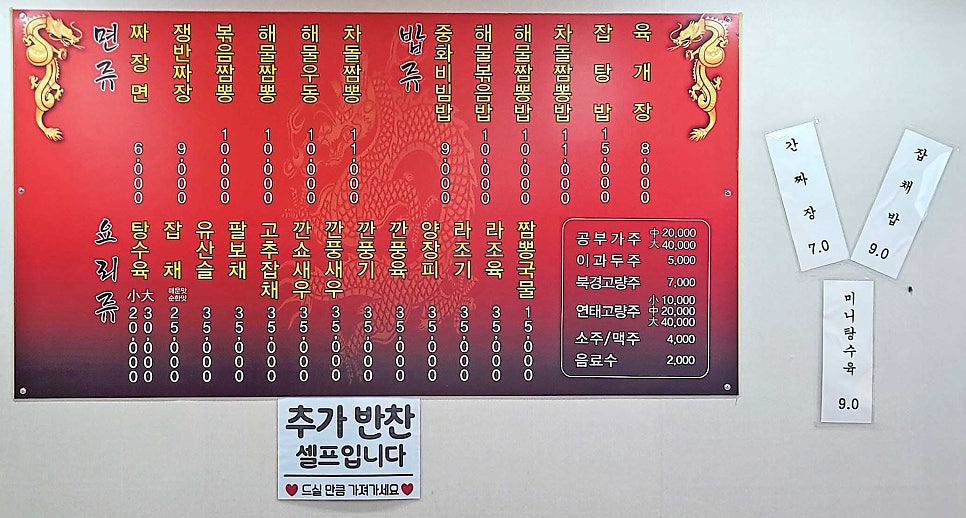 면류
짜장면 6,000
쟁반짜장 9,000
볶음짬뽕 10,000
해물짬뽕 10,000
해물우동 10,000
차돌짬뽕 11,000
밥류
중화비빔밥 9,000
해물볶음밥 10,000
해물짬뽕밥 10,000
차돌짬뽕밥 11,000
잡탕밥 15,000
육개장 8,000
요리류
탕수육 小 20,000 大 30,000
잡채 매운맛 순한맛 25,000
유산슬 35,000
팔보채 35,000
고추잡채 35,000
깐쇼새우 35,000
깐풍새우 35,000
깐풍기 35,000
깐풍육 35,000
양장피 35,000
라조기 35,000
라조육 35,000
짬뽕국물 15,000
공부가주 中 20,000
大 40,000
이과두주 5,000
북경고량주 7,000
연태고량주 小 10,000
中 20,000
大 40,000
소주/맥주 4,000
음료수 2,000
간짜장 7.0
잡채밥 9.0
미니탕수육 9.0
추가 반찬
셀프입니다
♥ 드실 만큼 가져가세요 ♥